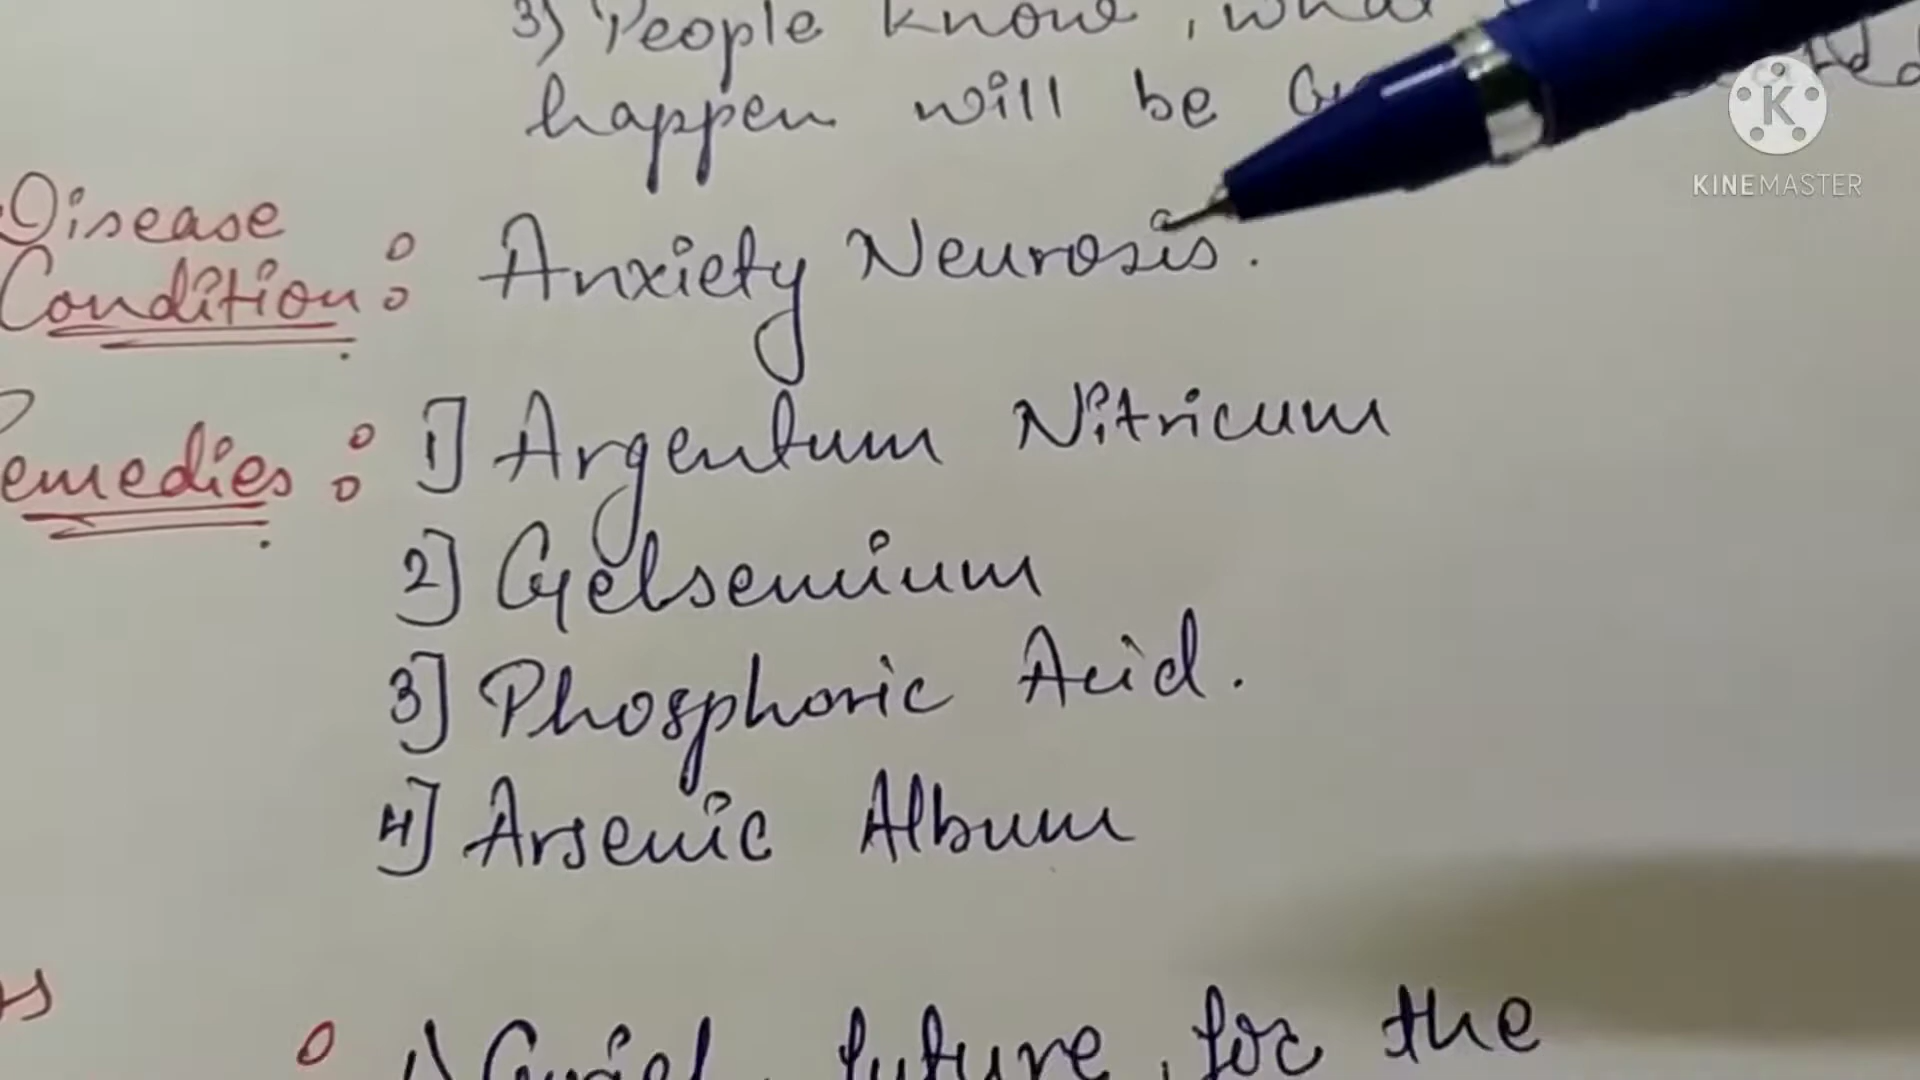 3) People know, what
happen will be
Disease
Condition : Anxiety Neurosis.
Remedies : 1] Argentum Nitricum
2] Gelsemium
3] Phosphoric Acid.
4] Arsenic Album
future, for the
KINEMASTER